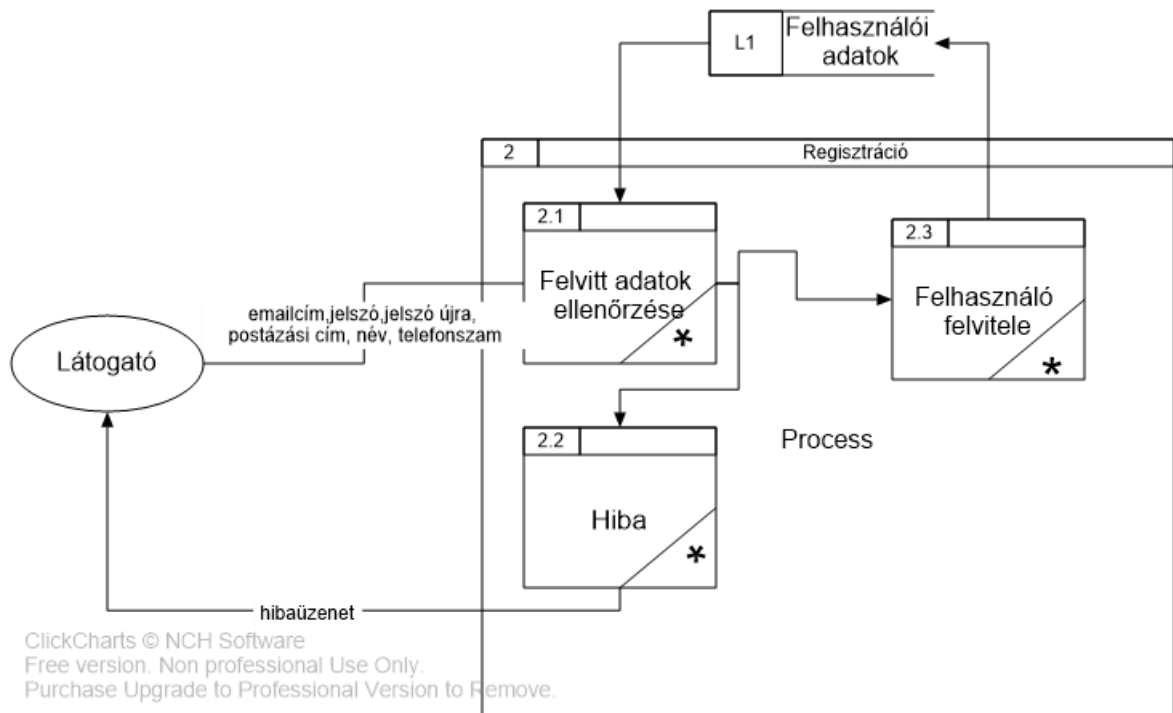 L1
Felhasználói
adatok
2
Regisztráció
2.1
Felvitt adatok
ellenőrzése
*
2.3
Felhasználó
felvitele
*
emailcím,jelszó,jelszó újra,
postázási cím, név, telefonszam
Látogató
Process
2.2
Hiba
*
hibaüzenet
ClickCharts © NCH Software
Free version. Non professional Use Only.
Purchase Upgrade to Professional Version to Remove.